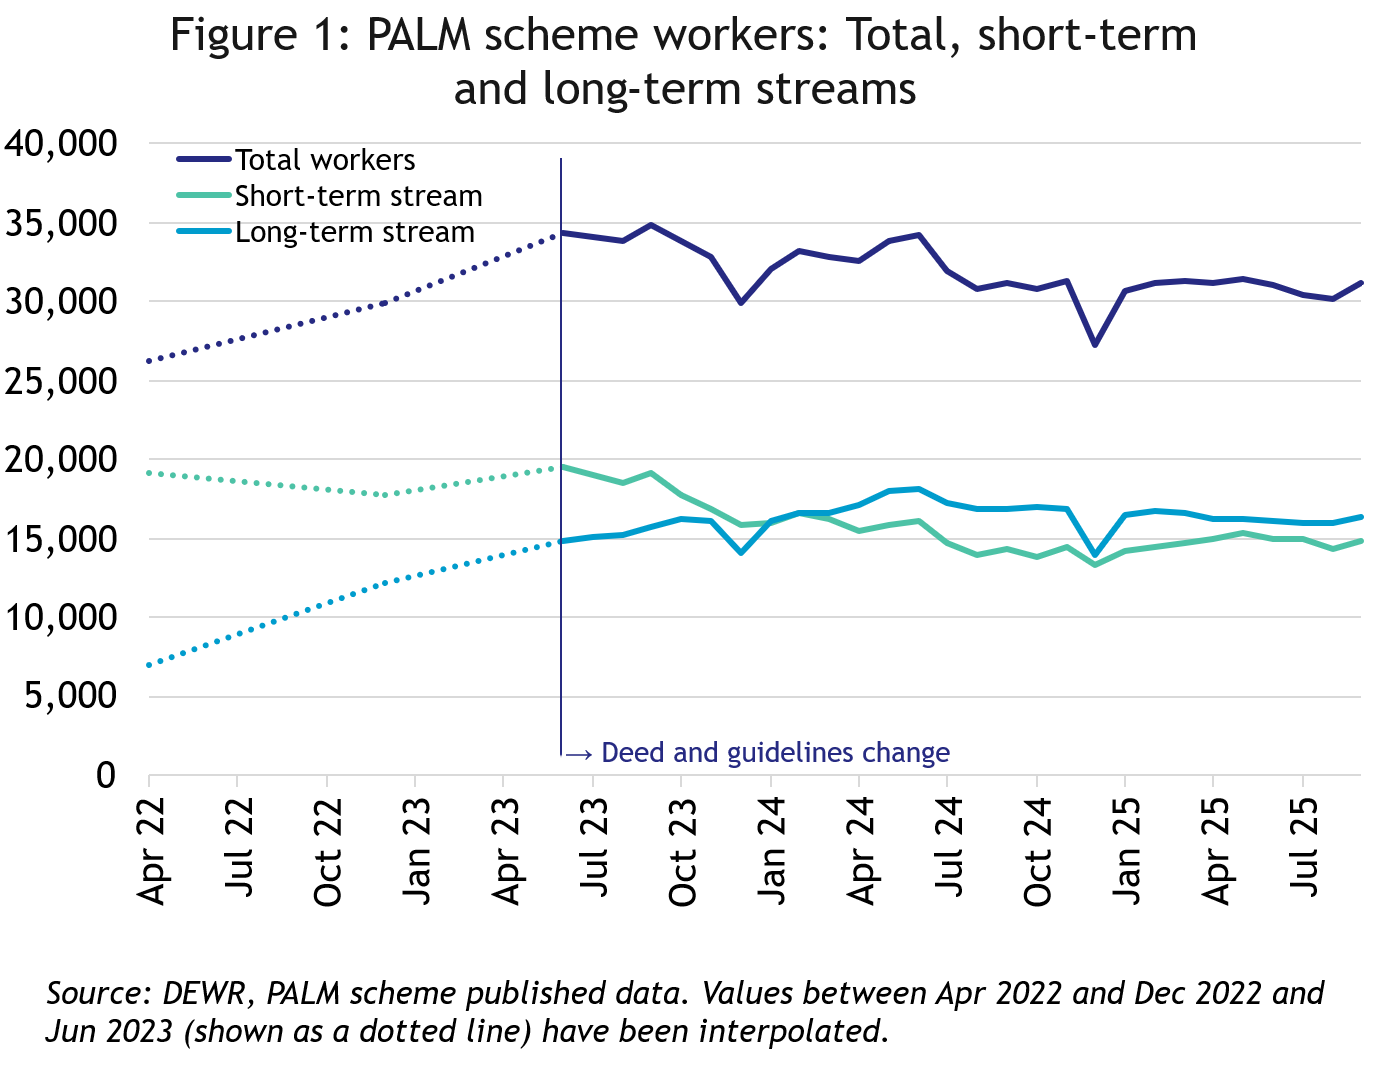 Figure 1: PALM scheme workers: Total, short-term
and long-term streams
40,000
35,000
30,000
25,000
20,000
15,000
10,000
5,000
0
Total workers
Short-term stream
Long-term stream
→ Deed and guidelines change
Apr 22
Jul 22
Oct 22
Jan 23
Apr 23
Jul 23
Oct 23
Jan 24
Apr 24
Jul 24
Oct 24
Jan 25
Apr 25
Jul 25
Source: DEWR, PALM scheme published data. Values between Apr 2022 and Dec 2022 and
Jun 2023 (shown as a dotted line) have been interpolated.